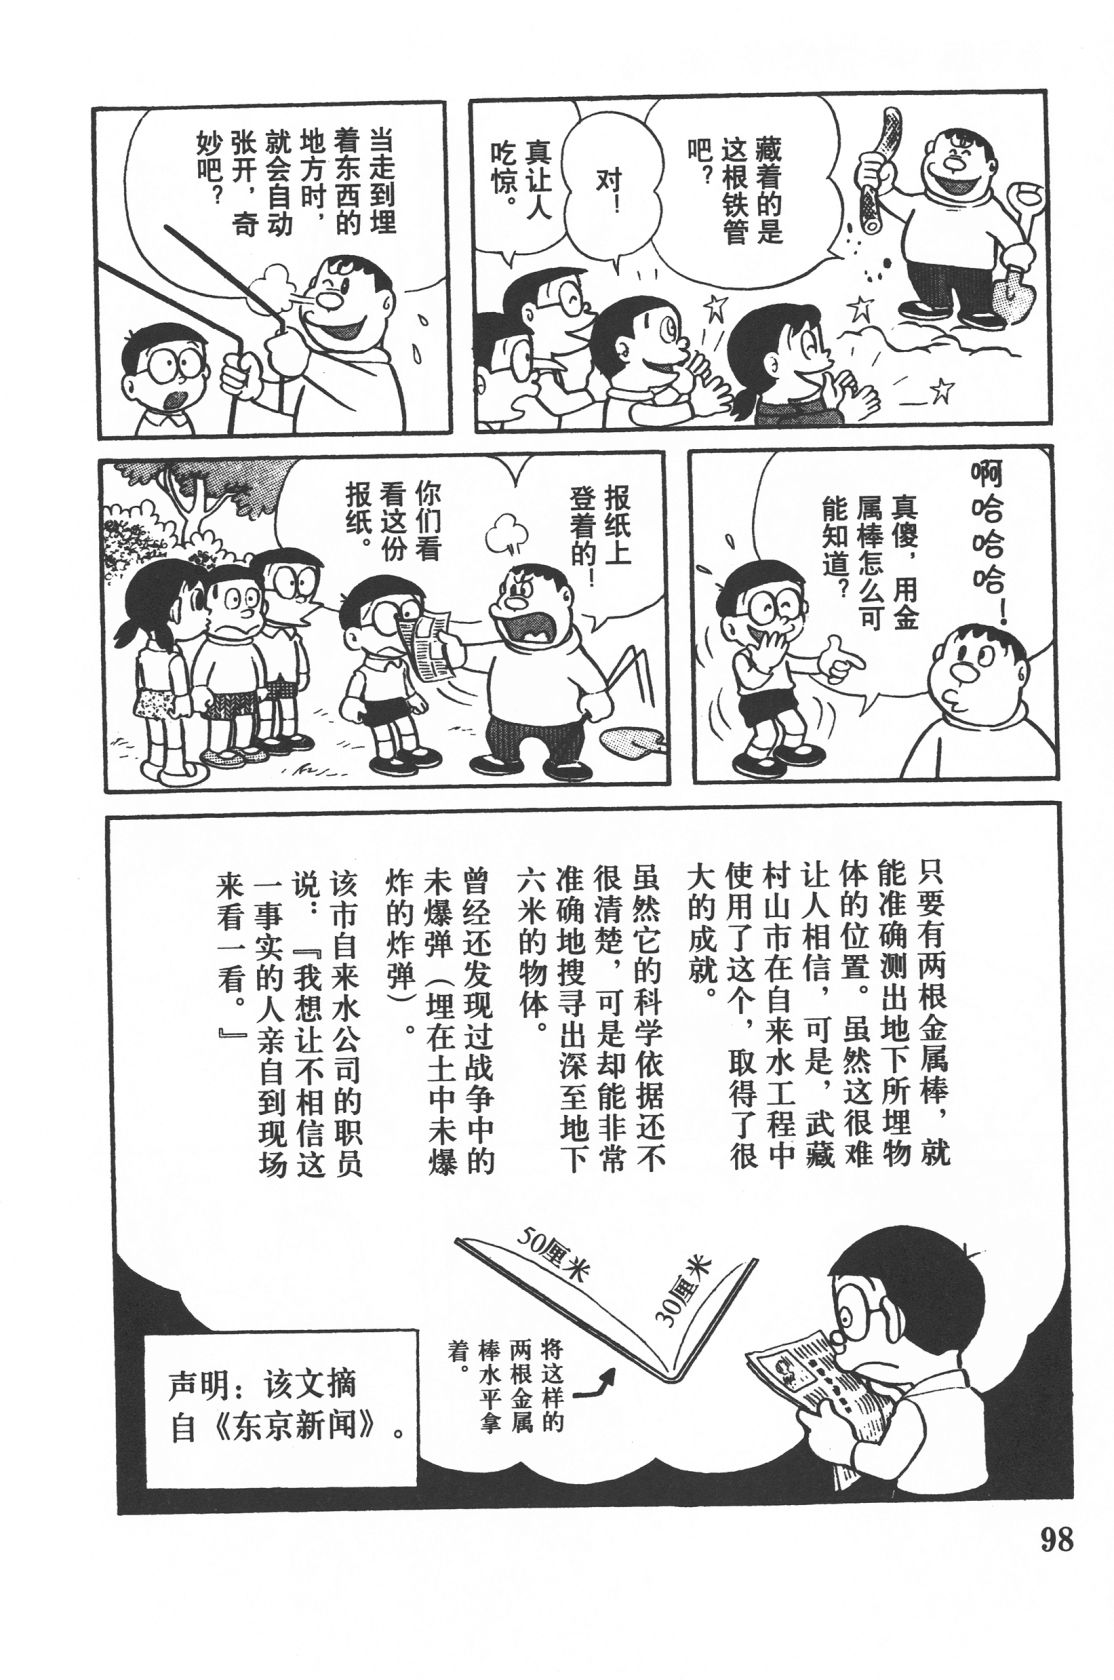 藏着的是
这根铁管
吧？
对！
真让人
吃惊。
当走到埋
着东西的
地方时，
就会自动
张开，奇
妙吧？
啊哈哈哈！
真傻，用金
属棒怎么可
能知道？
报纸上
登着的！
你们看
看这份
报纸。
只要有两根金属棒，就
能准确测出地下所埋物
体的位置。虽然这很难
让人相信，可是，武藏
村山市在自来水工程中
使用了这个，取得了很
大的成就。
虽然它的科学依据还不
很清楚，可是却能非常
准确地搜寻出深至地下
六米的物体。
曾经还发现过战争中的
未爆弹（埋在土中未爆
炸的炸弹）。
该市自来水公司的职员
说：『我想让不相信这
一事实的人亲自到现场
来看一看。』
50厘米
30厘米
将这样的
两根金属
棒水平拿
着。
声明：该文摘
自《东京新闻》。
98